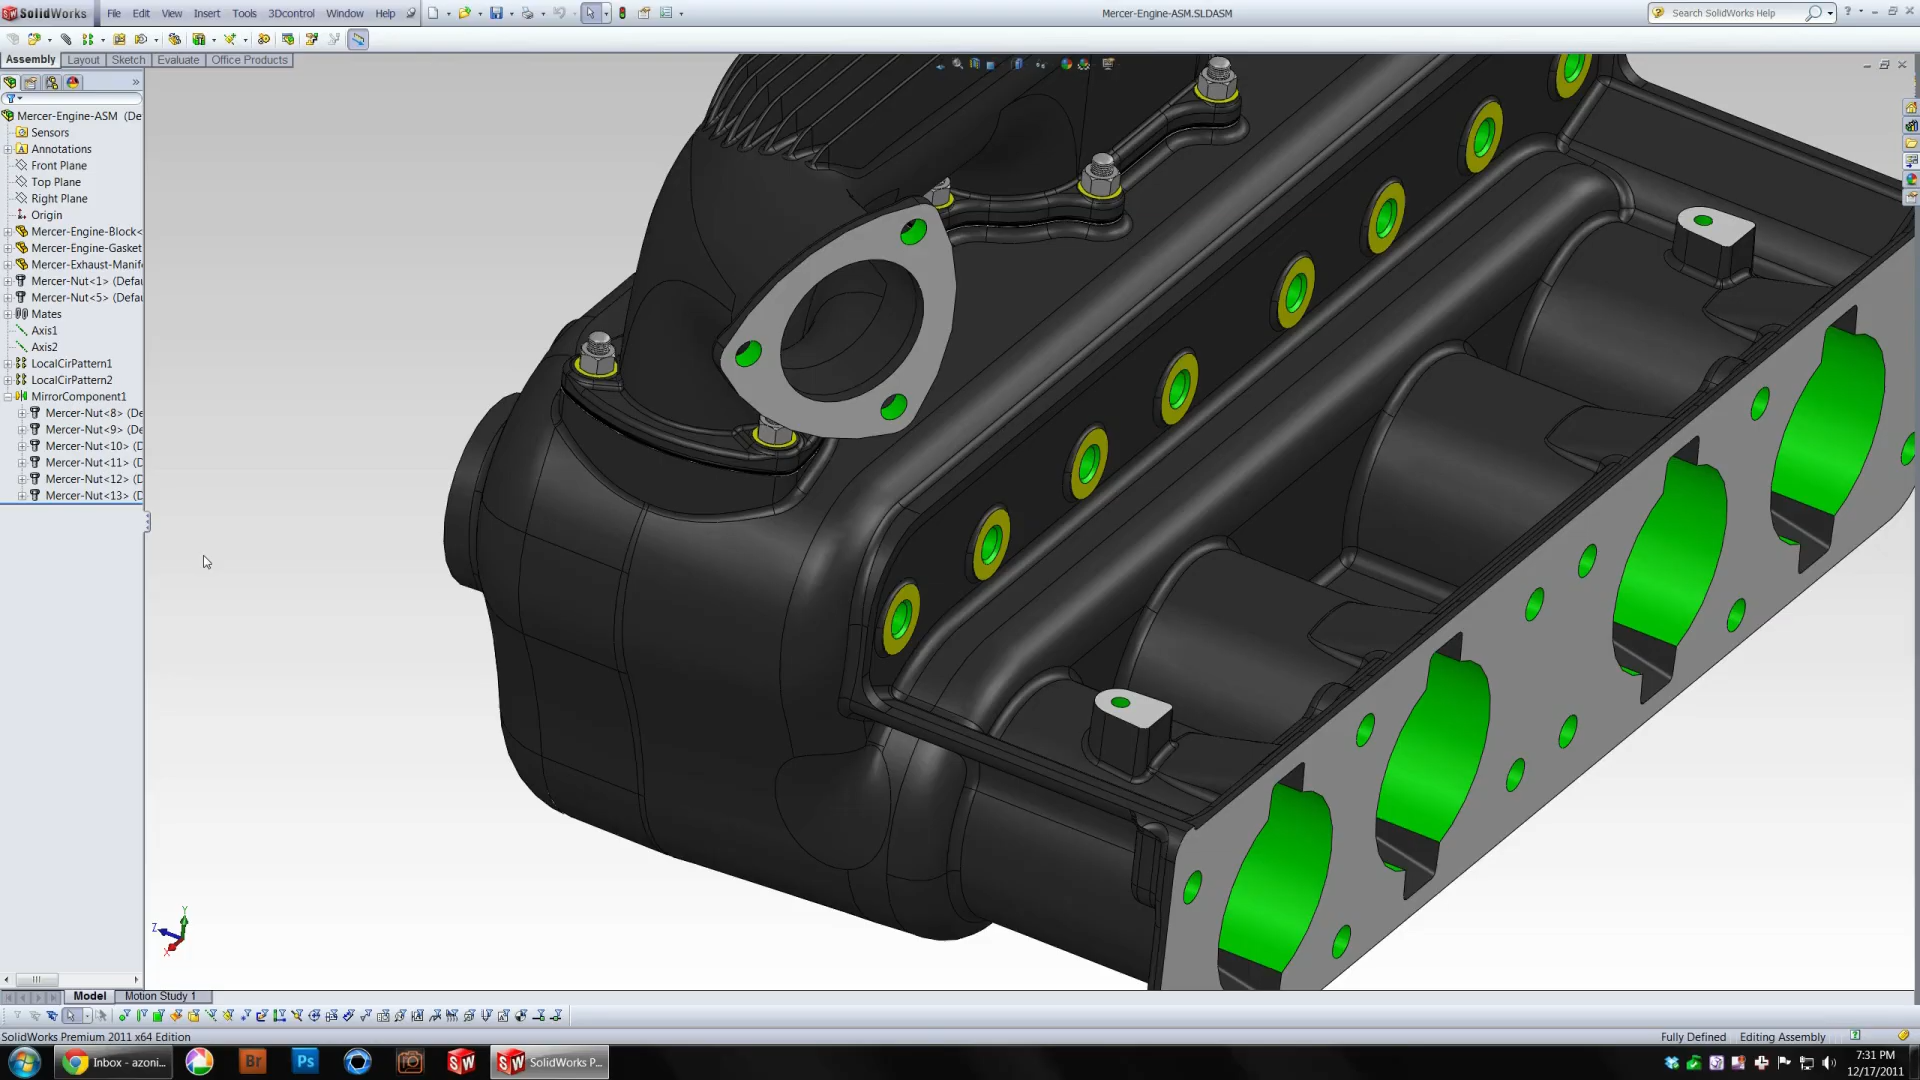 SolidWorks File Edit View Insert Tools 3Dcontrol Window Help Mercer-Engine-ASM.SLDASM Search SolidWorks Help
Assembly Layout Sketch Evaluate Office Products
Mercer-Engine-ASM (De
Sensors
Annotations
Front Plane
Top Plane
Right Plane
Origin
Mercer-Engine-Block<
Mercer-Engine-Gasket
Mercer-Exhaust-Manif
Mercer-Nut<1> (Defau
Mercer-Nut<5> (Defau
Mates
Axis1
Axis2
LocalCirPattern1
LocalCirPattern2
MirrorComponent1
Mercer-Nut<8> (De
Mercer-Nut<9> (De
Mercer-Nut<10> (D
Mercer-Nut<11> (D
Mercer-Nut<12> (D
Mercer-Nut<13> (D
Y
Z
X
Model Motion Study 1
SolidWorks Premium 2011 x64 Edition Fully Defined Editing Assembly
Inbox - azoni... Br Ps SW SW SolidWorks P... 7:31 PM
12/17/2011